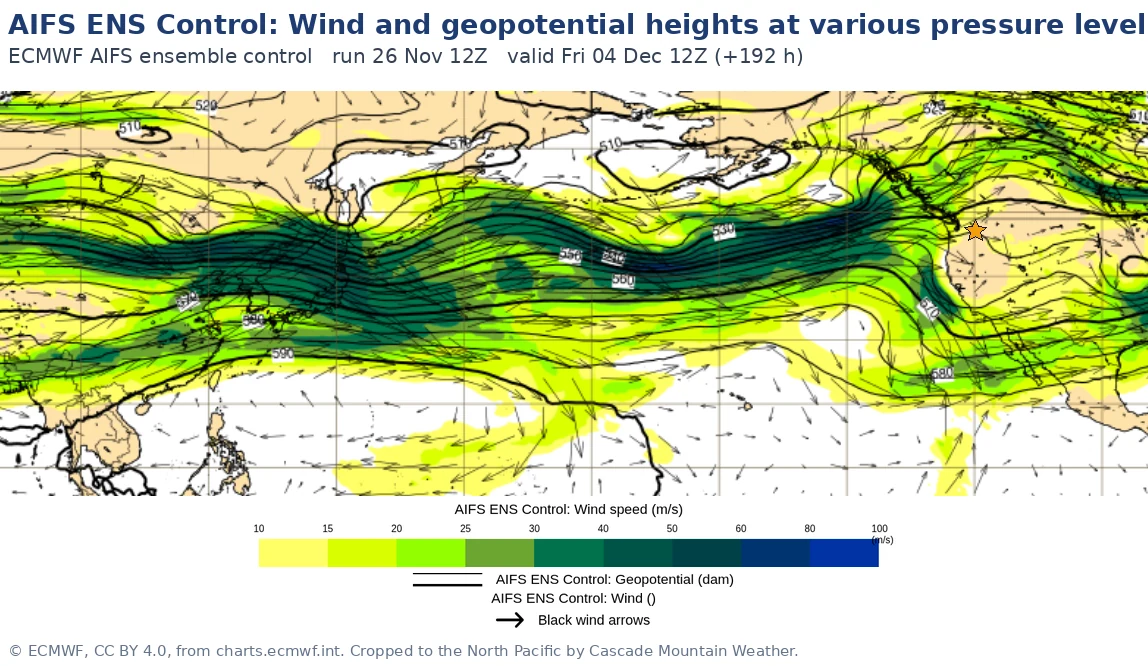 AIFS ENS Control: Wind and geopotential heights at various pressure level
ECMWF AIFS ensemble control run 26 Nov 12Z valid Fri 04 Dec 12Z (+192 h)
520
510
510
510
510
520
530
550
560
570
580
580
590
AIFS ENS Control: Wind speed (m/s)
10 15 20 25 30 40 50 60 80 100
(m/s)
AIFS ENS Control: Geopotential (dam)
AIFS ENS Control: Wind ()
Black wind arrows
© ECMWF, CC BY 4.0, from charts.ecmwf.int. Cropped to the North Pacific by Cascade Mountain Weather.